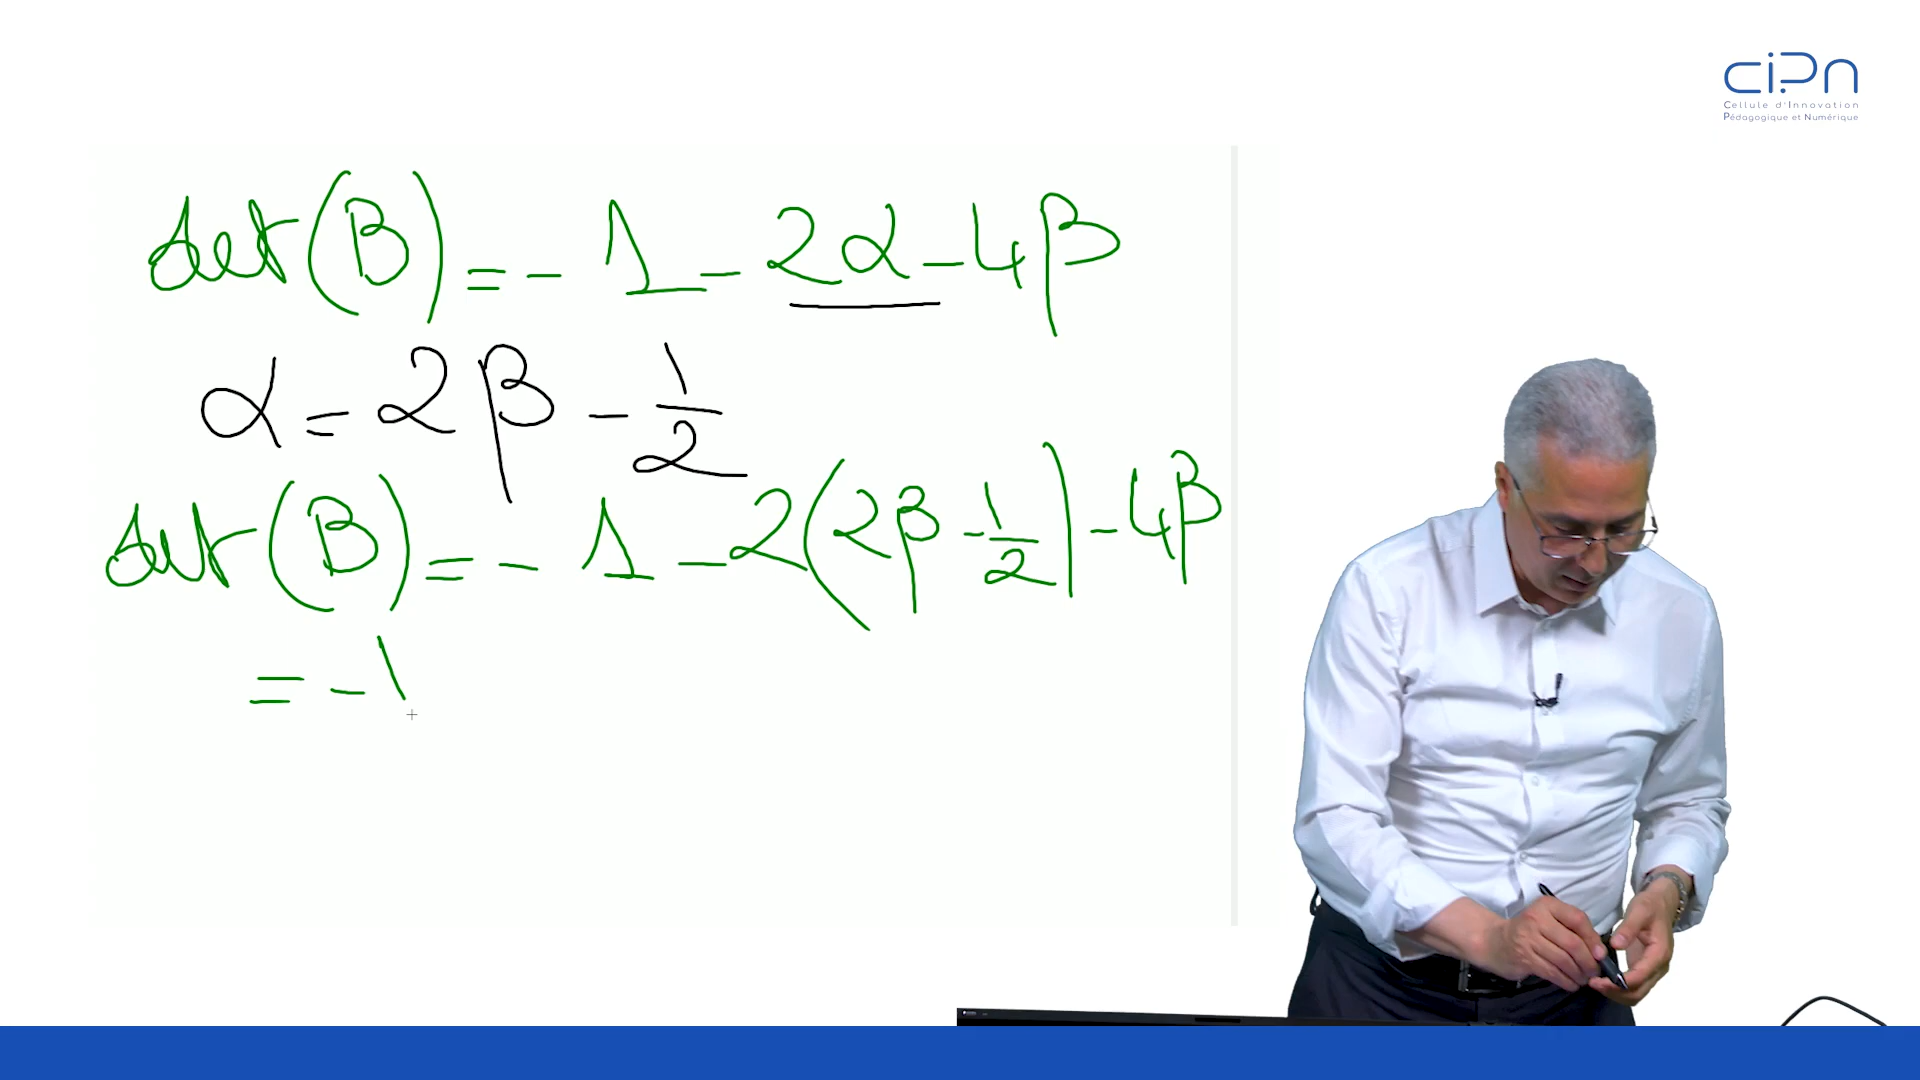 cipn
Cellule d'Innovation
Pédagogique et Numérique
det(B) = - 1 - 2α - 4β
α = 2β - 1/2
det(B) = - 1 - 2(2β - 1/2) - 4β
= - 1